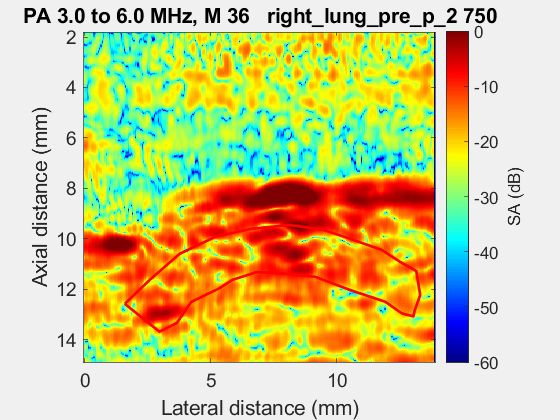 PA 3.0 to 6.0 MHz, M 36 right_lung_pre_p_2 750
2
4
6
8
10
12
14
Axial distance (mm)
0 5 10
Lateral distance (mm)
0
-10
-20
-30
-40
-50
-60
SA (dB)